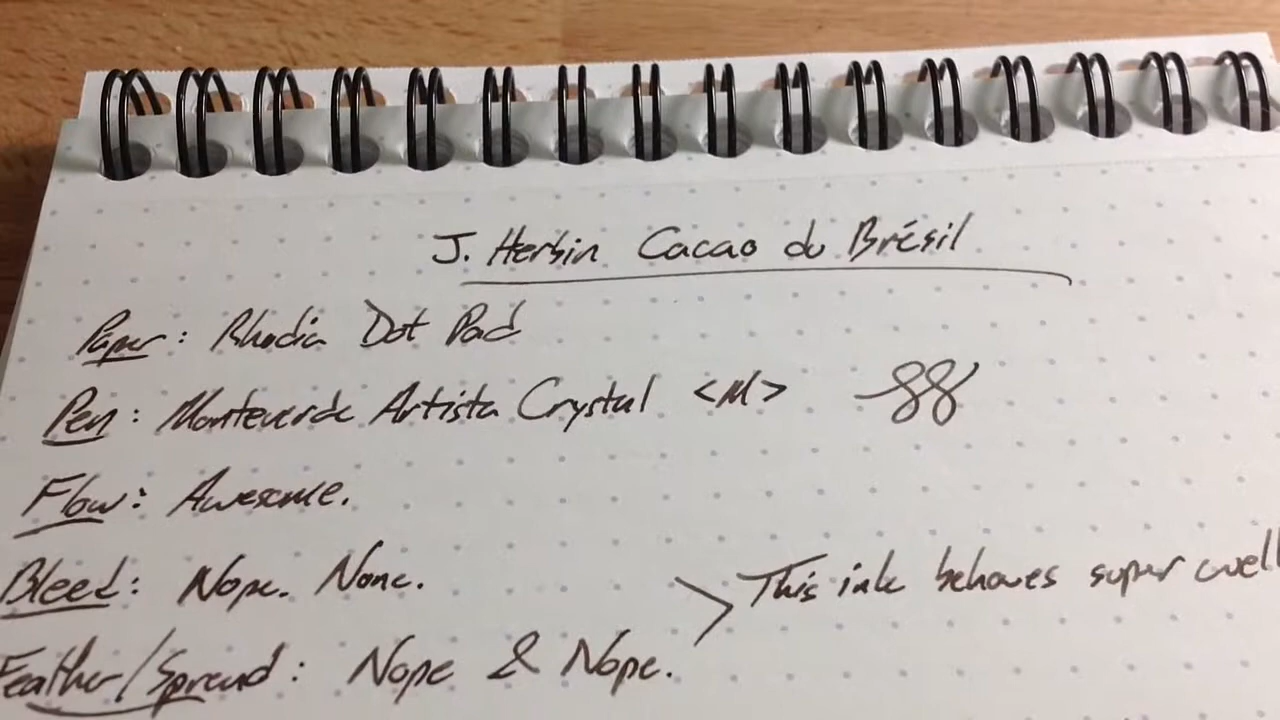 J. Herbin Cacao du Brésil
Paper: Rhodia Dot Pad
Pen: Monteverde Artista Crystal <M>
Flow: Awesome.
Bleed: Nope. None.
This ink behaves super well
Feather/Spread: Nope & Nope.